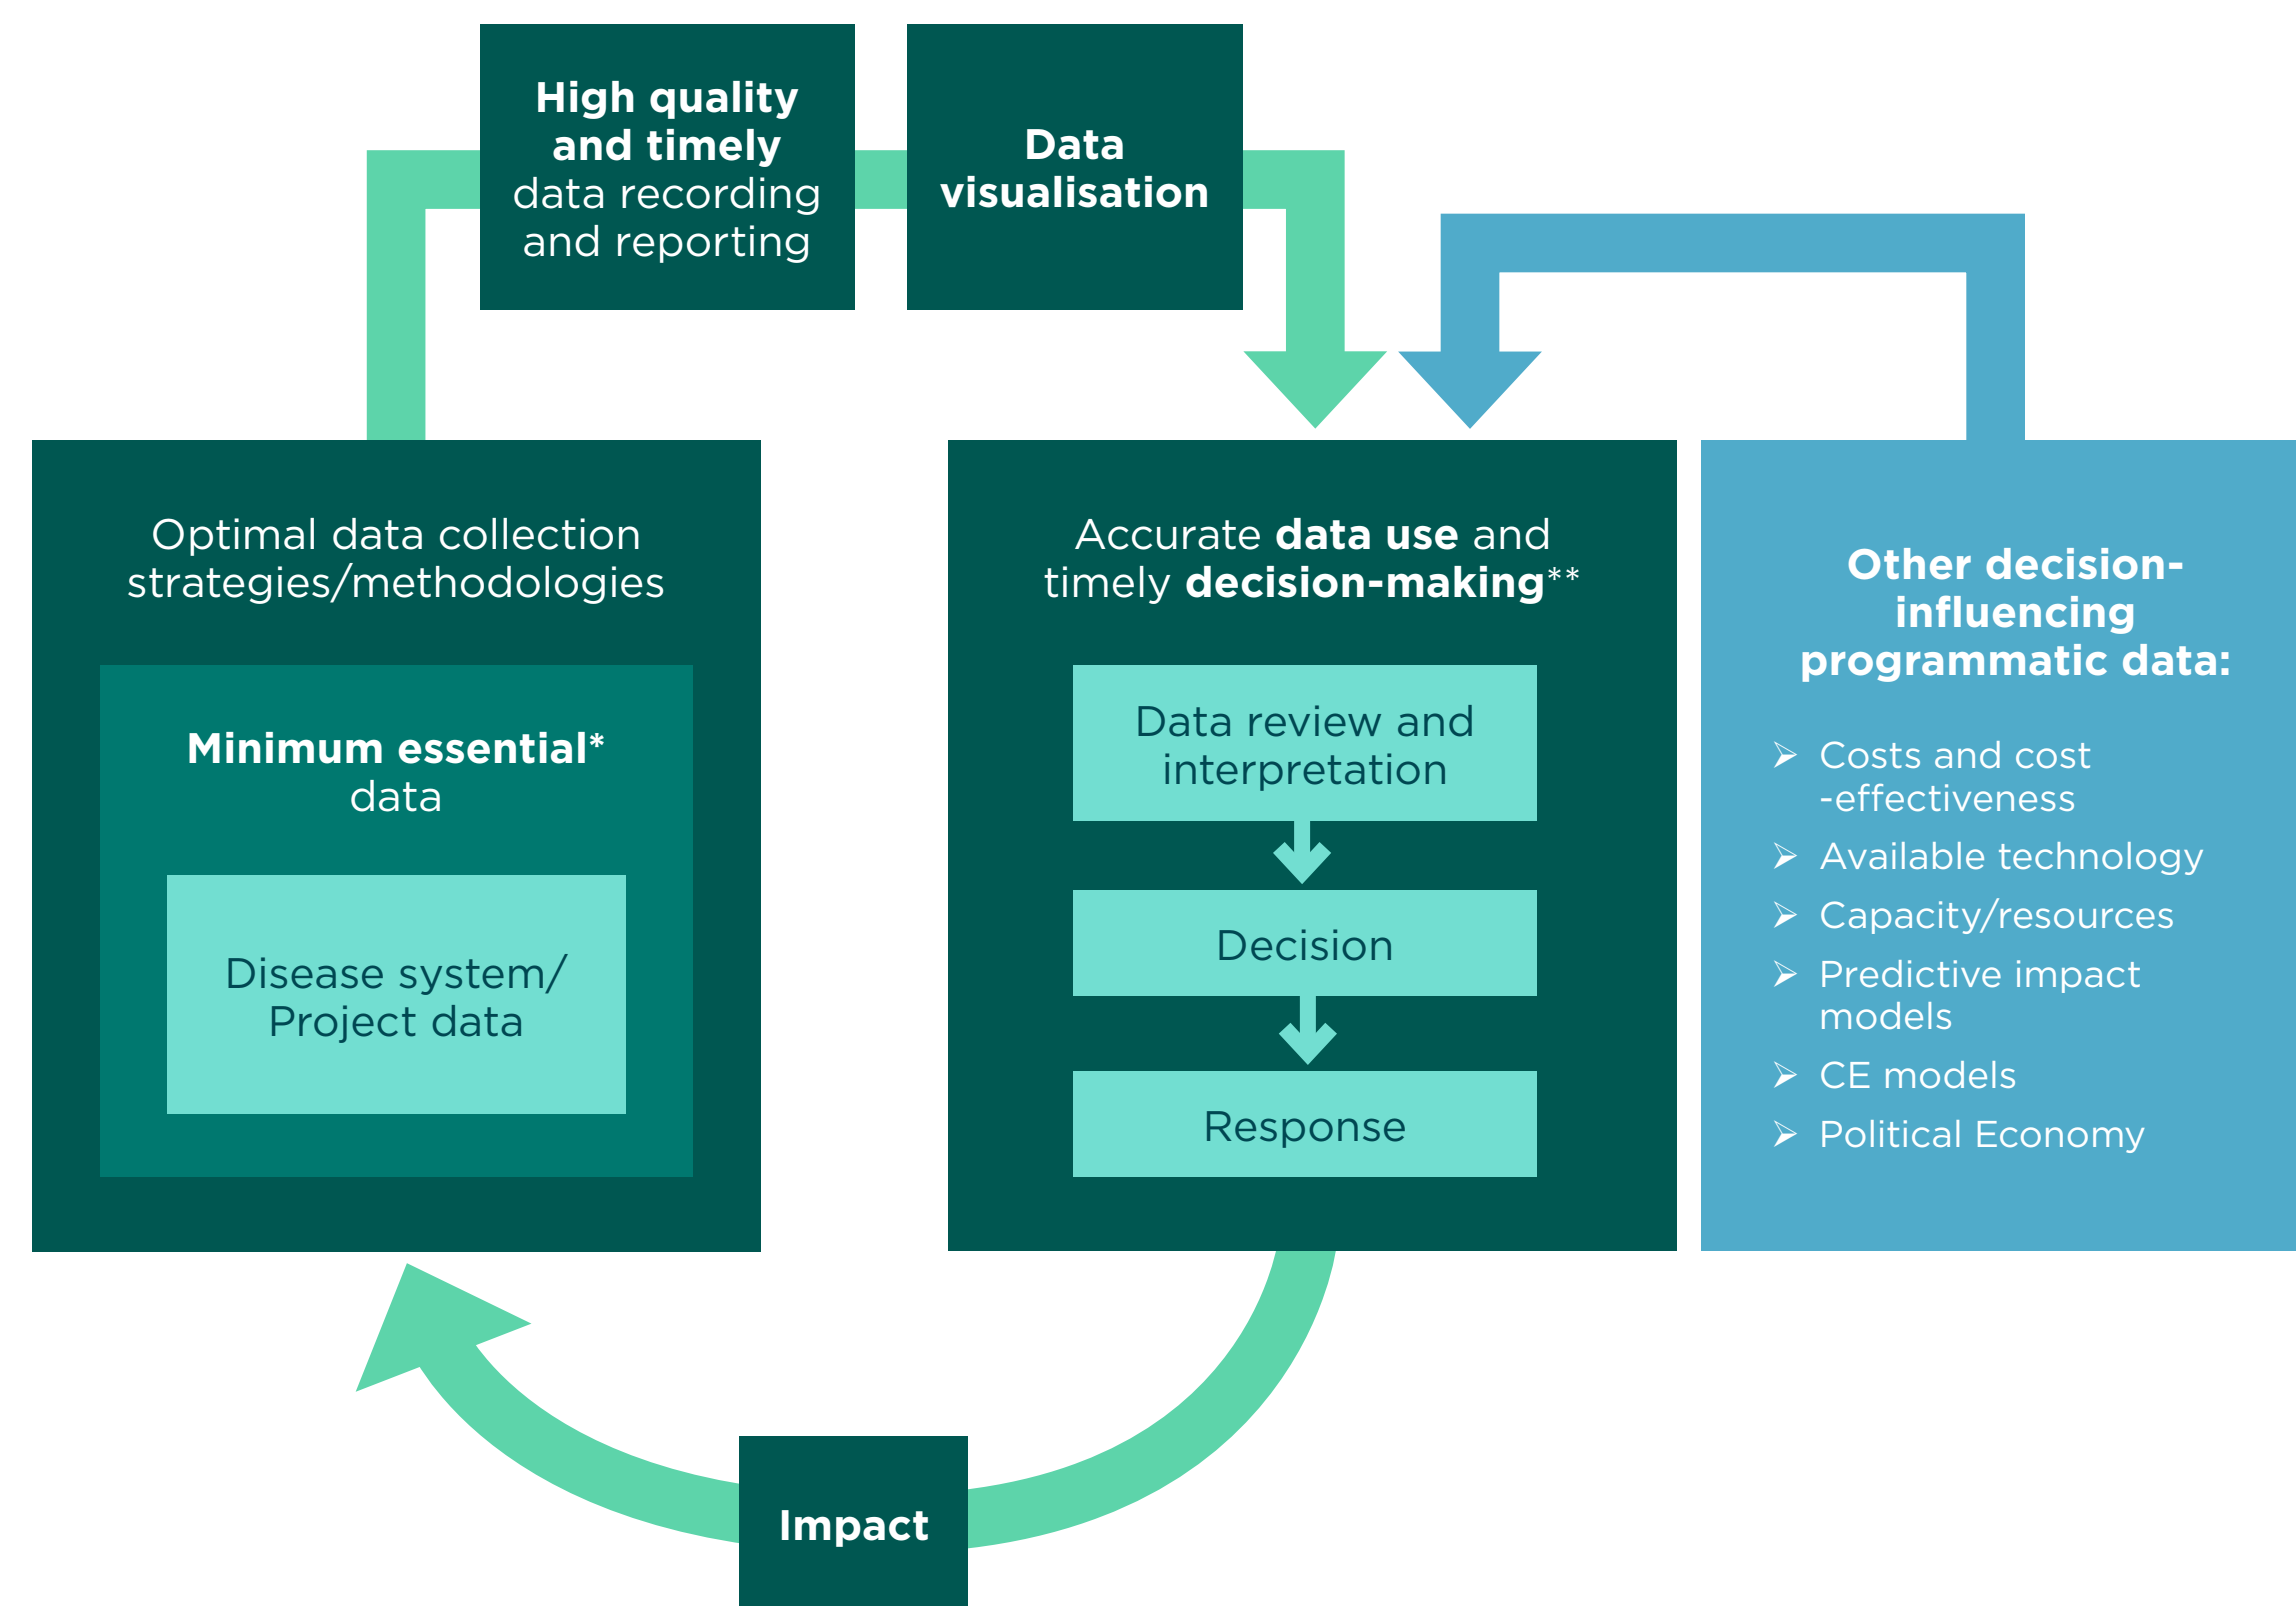 High quality
and timely
data recording
and reporting
Data
visualisation
Optimal data collection
strategies/methodologies
Minimum essential*
data
Disease system/
Project data
Accurate data use and
timely decision-making**
Data review and
interpretation
Decision
Response
Other decision-
influencing
programmatic data:
➢ Costs and cost
-effectiveness
➢ Available technology
➢ Capacity/resources
➢ Predictive impact
models
➢ CE models
➢ Political Economy
Impact